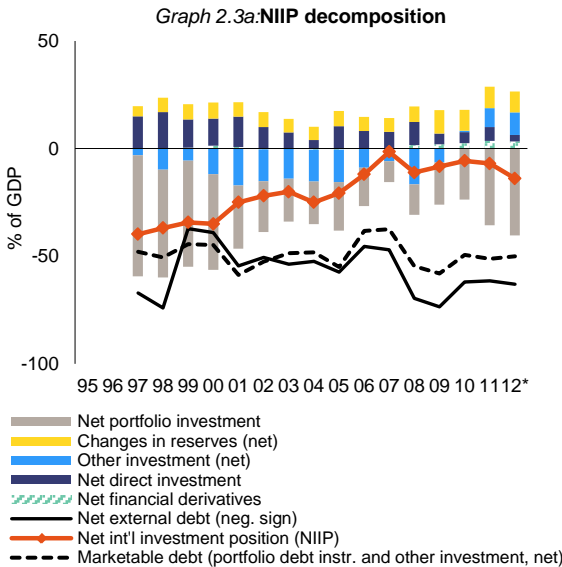 Graph 2.3a:NIIP decomposition
50
0
-50
-100
% of GDP
95 96 97 98 99 00 01 02 03 04 05 06 07 08 09 10 11 12*
Net portfolio investment
Changes in reserves (net)
Other investment (net)
Net direct investment
Net financial derivatives
Net external debt (neg. sign)
Net int'l investment position (NIIP)
Marketable debt (portfolio debt instr. and other investment, net)